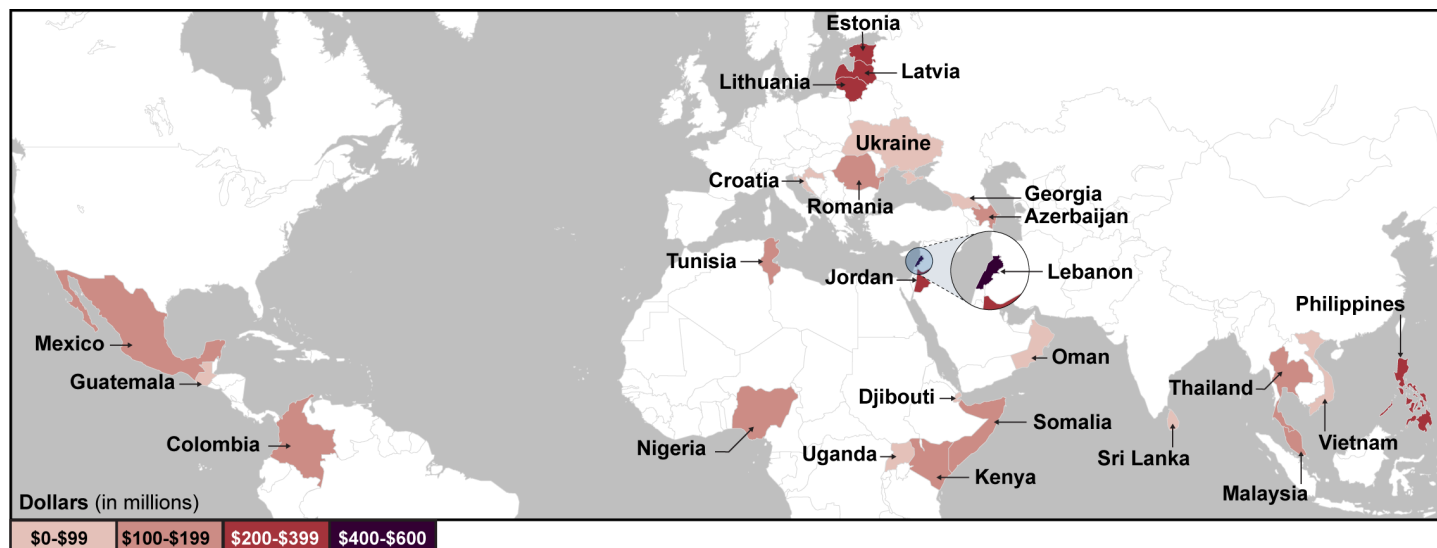 Estonia
Latvia
Lithuania
Ukraine
Croatia
Romania
Georgia
Azerbaijan
Tunisia
Jordan
Lebanon
Philippines
Mexico
Guatemala
Oman
Thailand
Djibouti
Somalia
Colombia
Nigeria
Uganda
Kenya
Sri Lanka
Vietnam
Malaysia
Dollars (in millions)
$0-$99 $100-$199 $200-$399 $400-$600